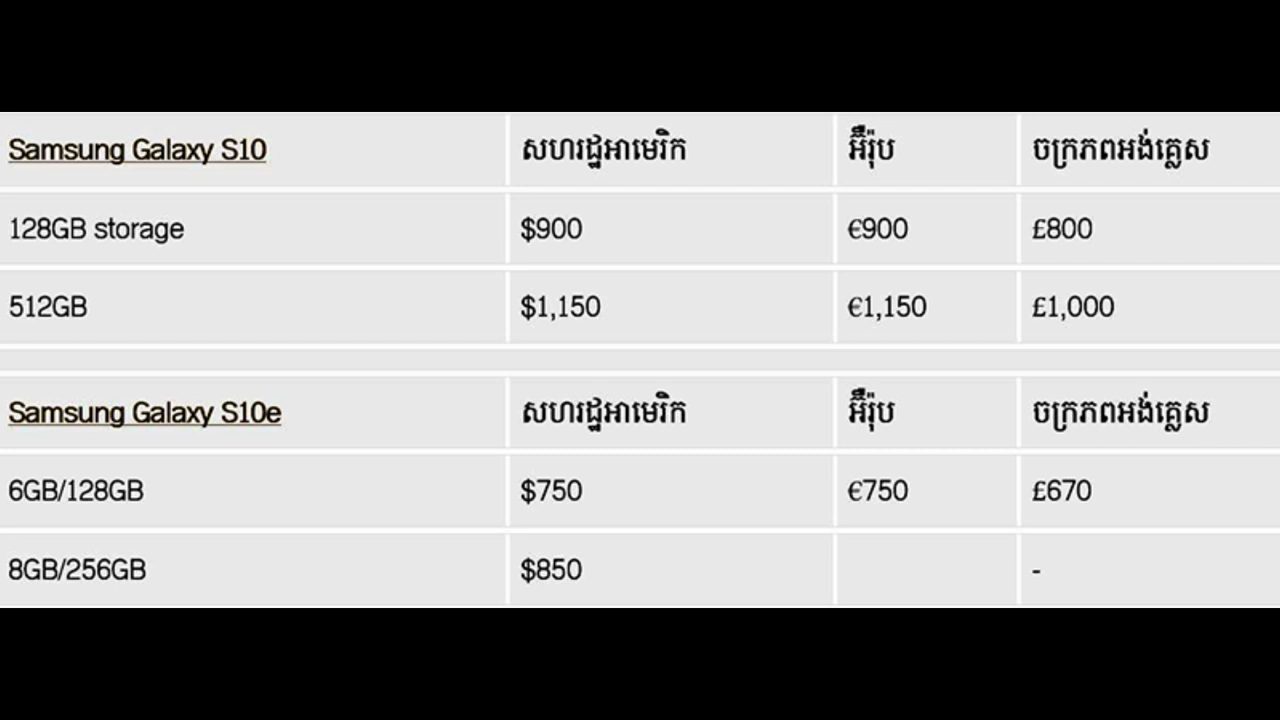 Samsung Galaxy S10 សហរដ្ឋអាមេរិក អឺរ៉ុប ចក្រភពអង់គ្លេស
128GB storage $900 €900 £800
512GB $1,150 €1,150 £1,000
Samsung Galaxy S10e សហរដ្ឋអាមេរិក អឺរ៉ុប ចក្រភពអង់គ្លេស
6GB/128GB $750 €750 £670
8GB/256GB $850 -